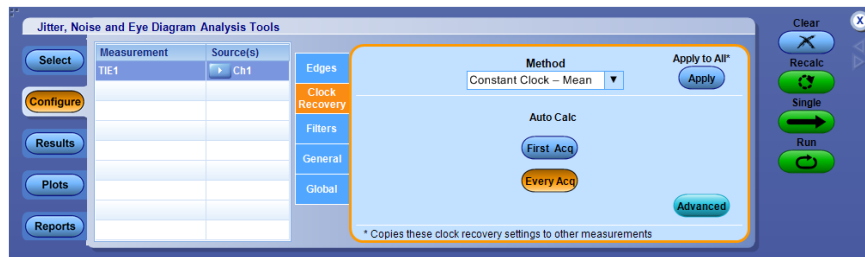 Jitter, Noise and Eye Diagram Analysis Tools
Clear
X
Select
Measurement Source(s)
TIE1 Ch1
Edges
Method
Apply to All*
Constant Clock – Mean
Apply
Recalc
Configure
Clock
Recovery
Auto Calc
Single
Filters
Results
First Acq
Run
General
Plots
Global
Every Acq
Advanced
Reports
* Copies these clock recovery settings to other measurements